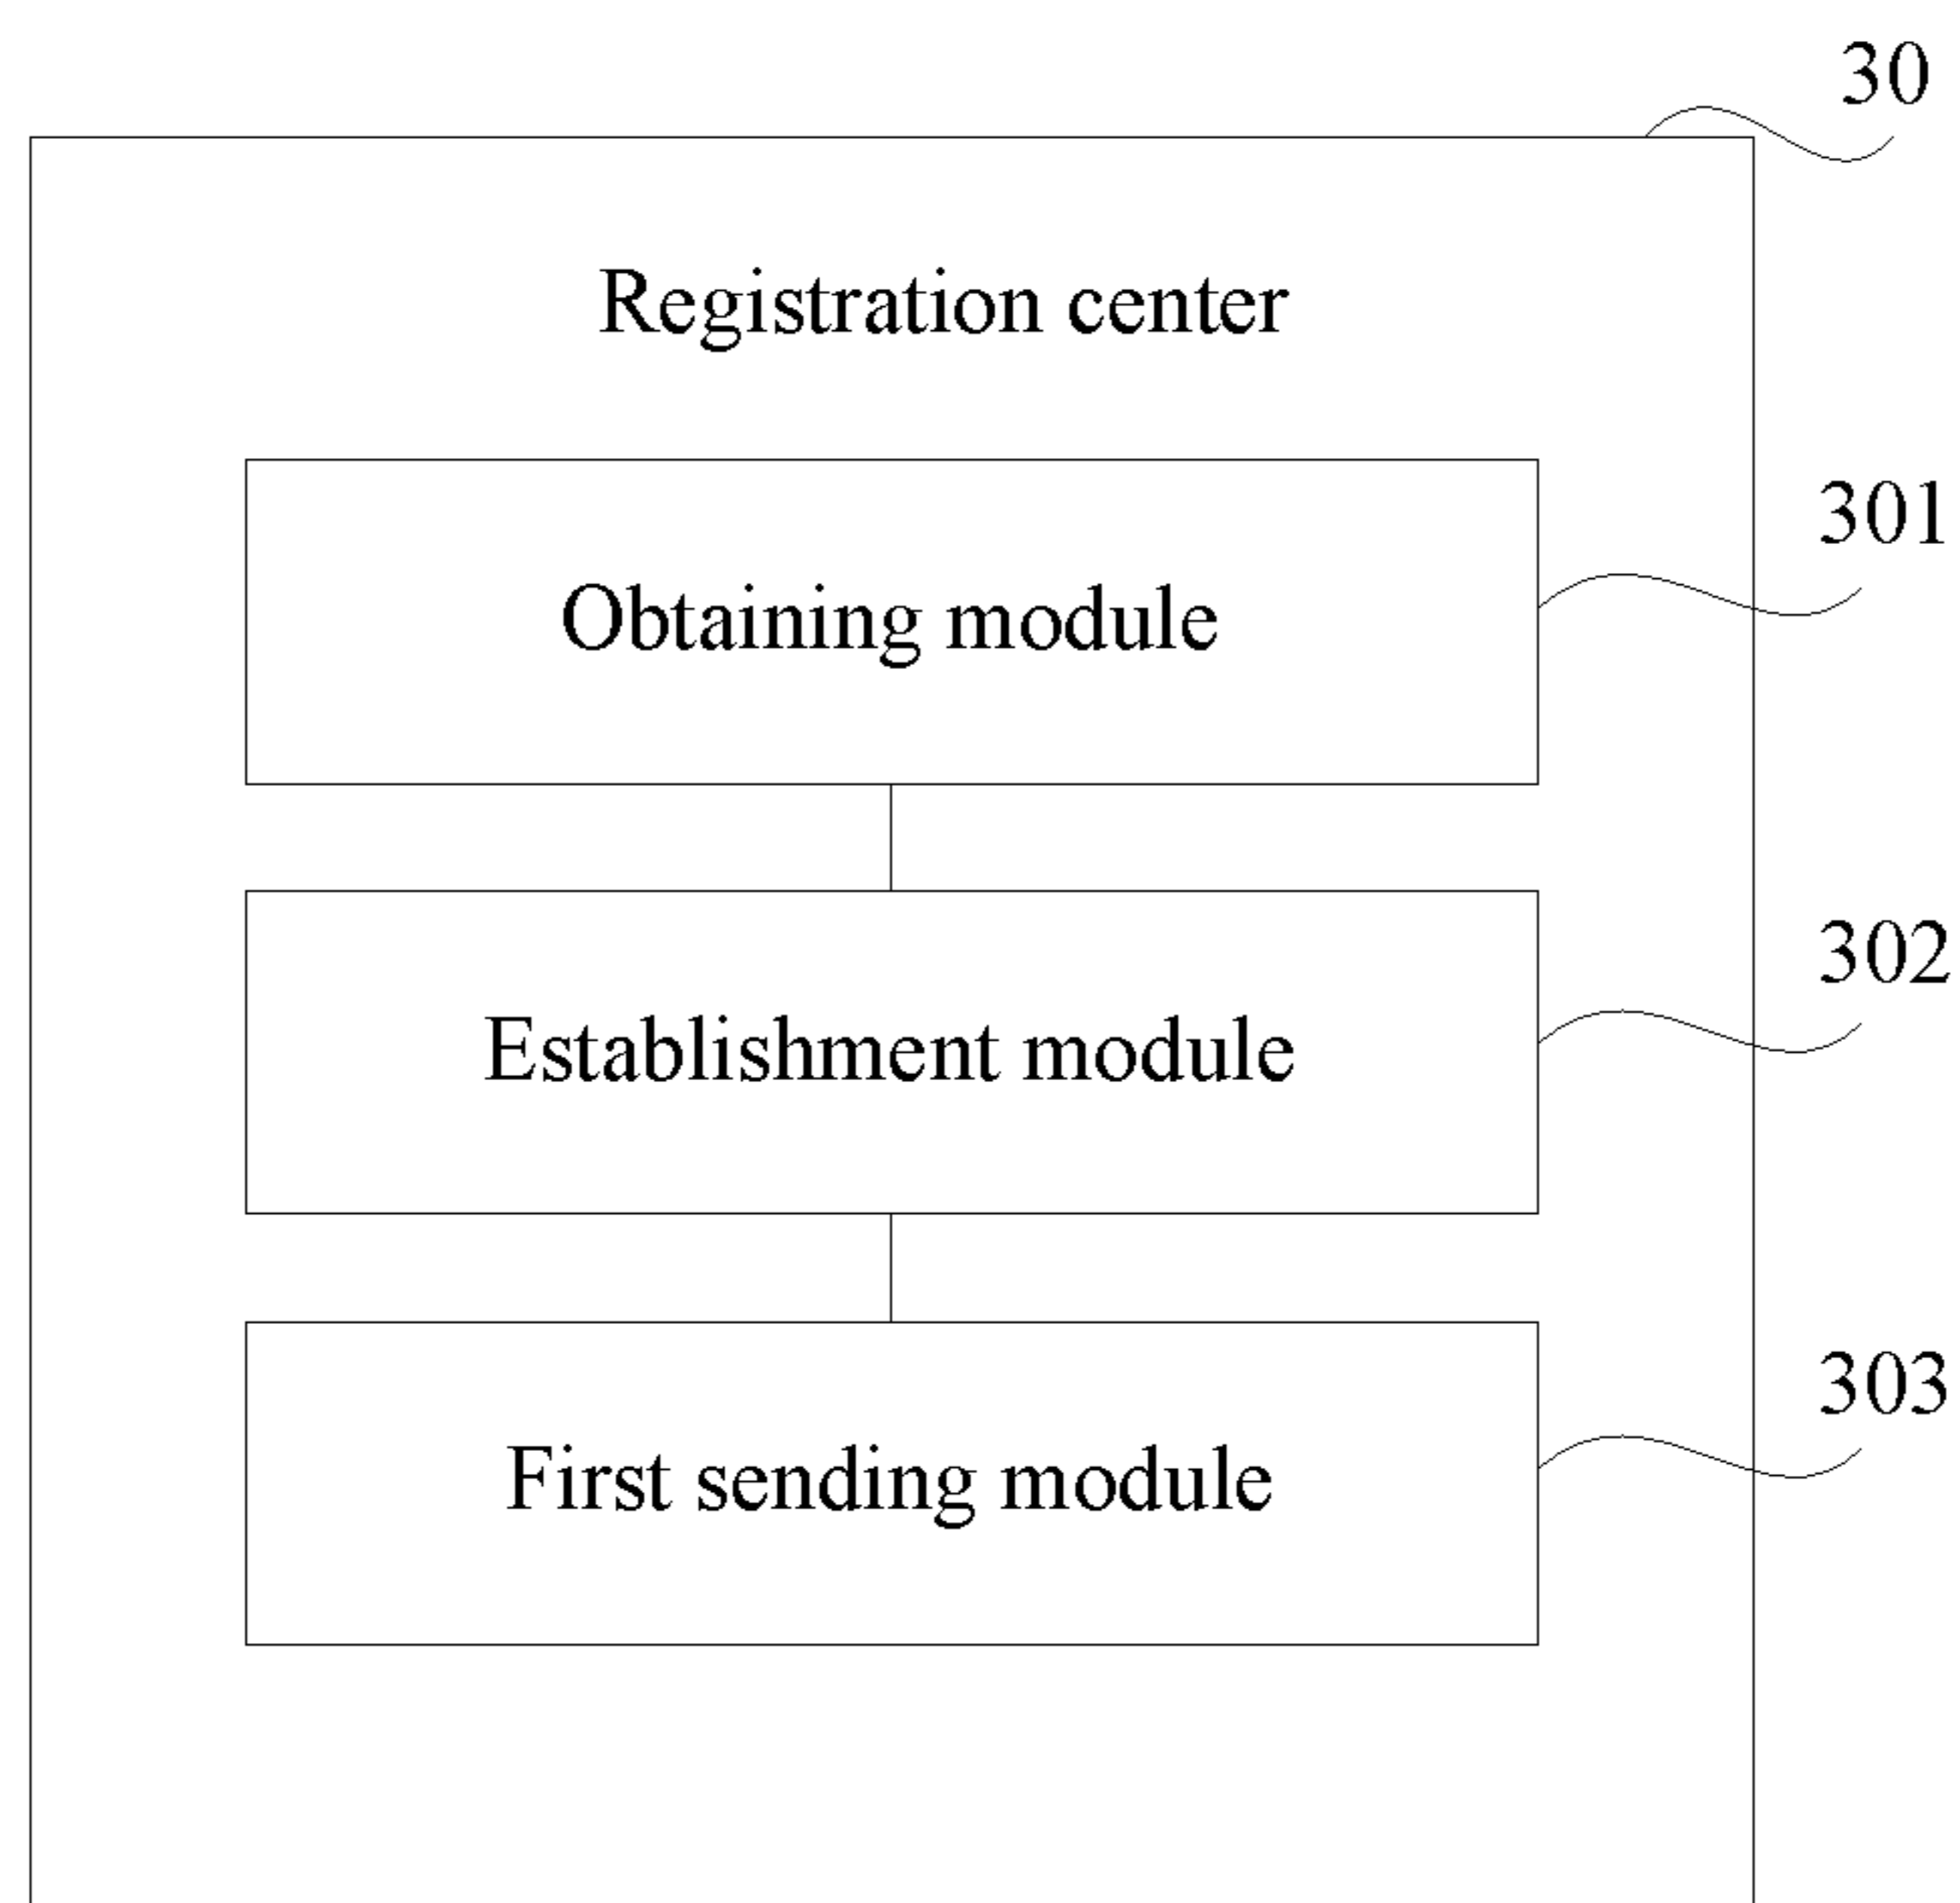 30
Registration center
301
Obtaining module
302
Establishment module
303
First sending module